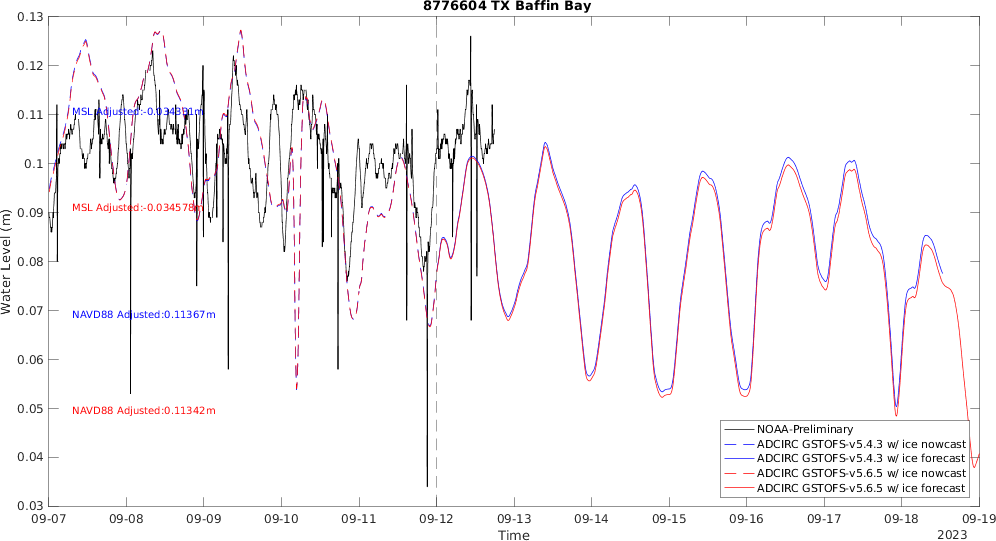 8776604 TX Baffin Bay
0.13
0.12
0.11
0.1
0.09
0.08
0.07
0.06
0.05
0.04
0.03
Water Level (m)
MSL Adjusted:-0.034331m
MSL Adjusted:-0.034578m
NAVD88 Adjusted:0.11367m
NAVD88 Adjusted:0.11342m
NOAA-Preliminary
ADCIRC GSTOFS-v5.4.3 w/ ice nowcast
ADCIRC GSTOFS-v5.4.3 w/ ice forecast
ADCIRC GSTOFS-v5.6.5 w/ ice nowcast
ADCIRC GSTOFS-v5.6.5 w/ ice forecast
09-07 09-08 09-09 09-10 09-11 09-12 09-13 09-14 09-15 09-16 09-17 09-18 09-19
Time
2023